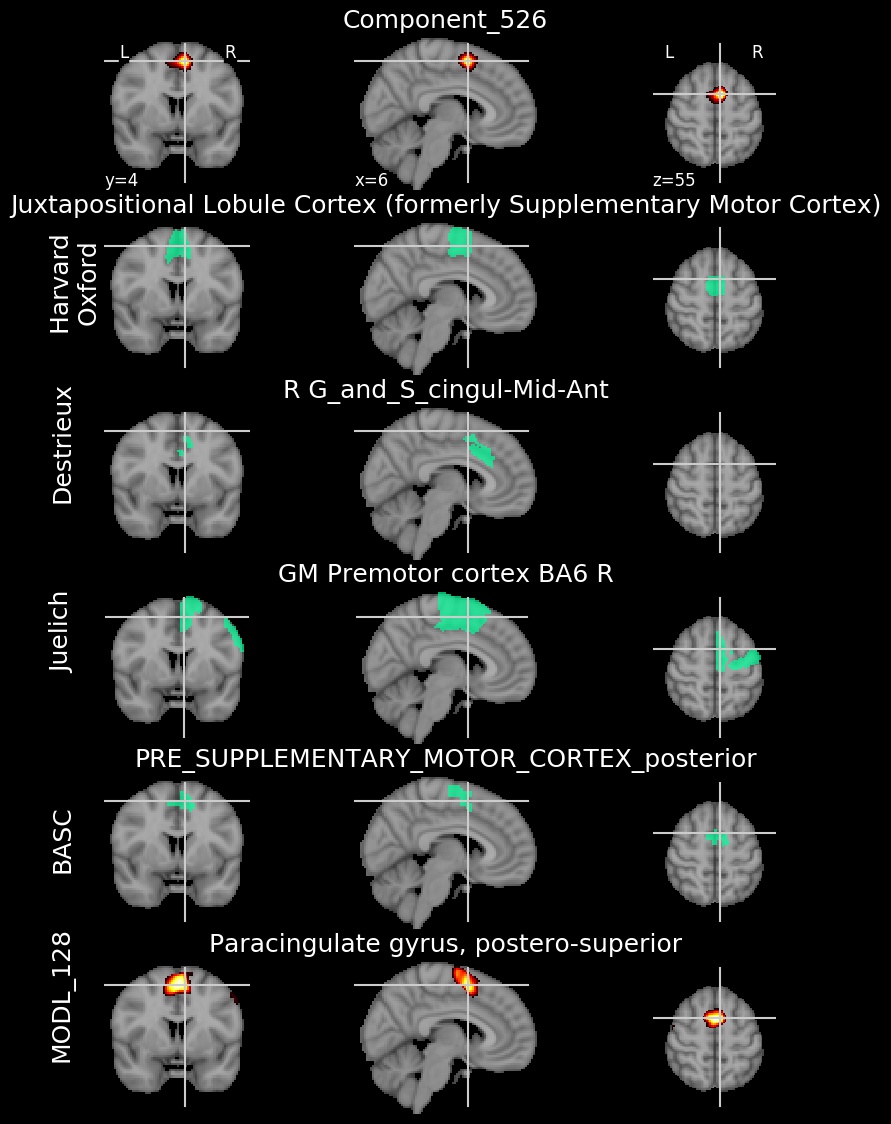 Component_526
L R
L R
y=4
x=6
z=55
Juxtapositional Lobule Cortex (formerly Supplementary Motor Cortex)
Harvard
Oxford
R G_and_S_cingul-Mid-Ant
Destrieux
GM Premotor cortex BA6 R
Juelich
PRE_SUPPLEMENTARY_MOTOR_CORTEX_posterior
BASC
Paracingulate gyrus, postero-superior
MODL_128